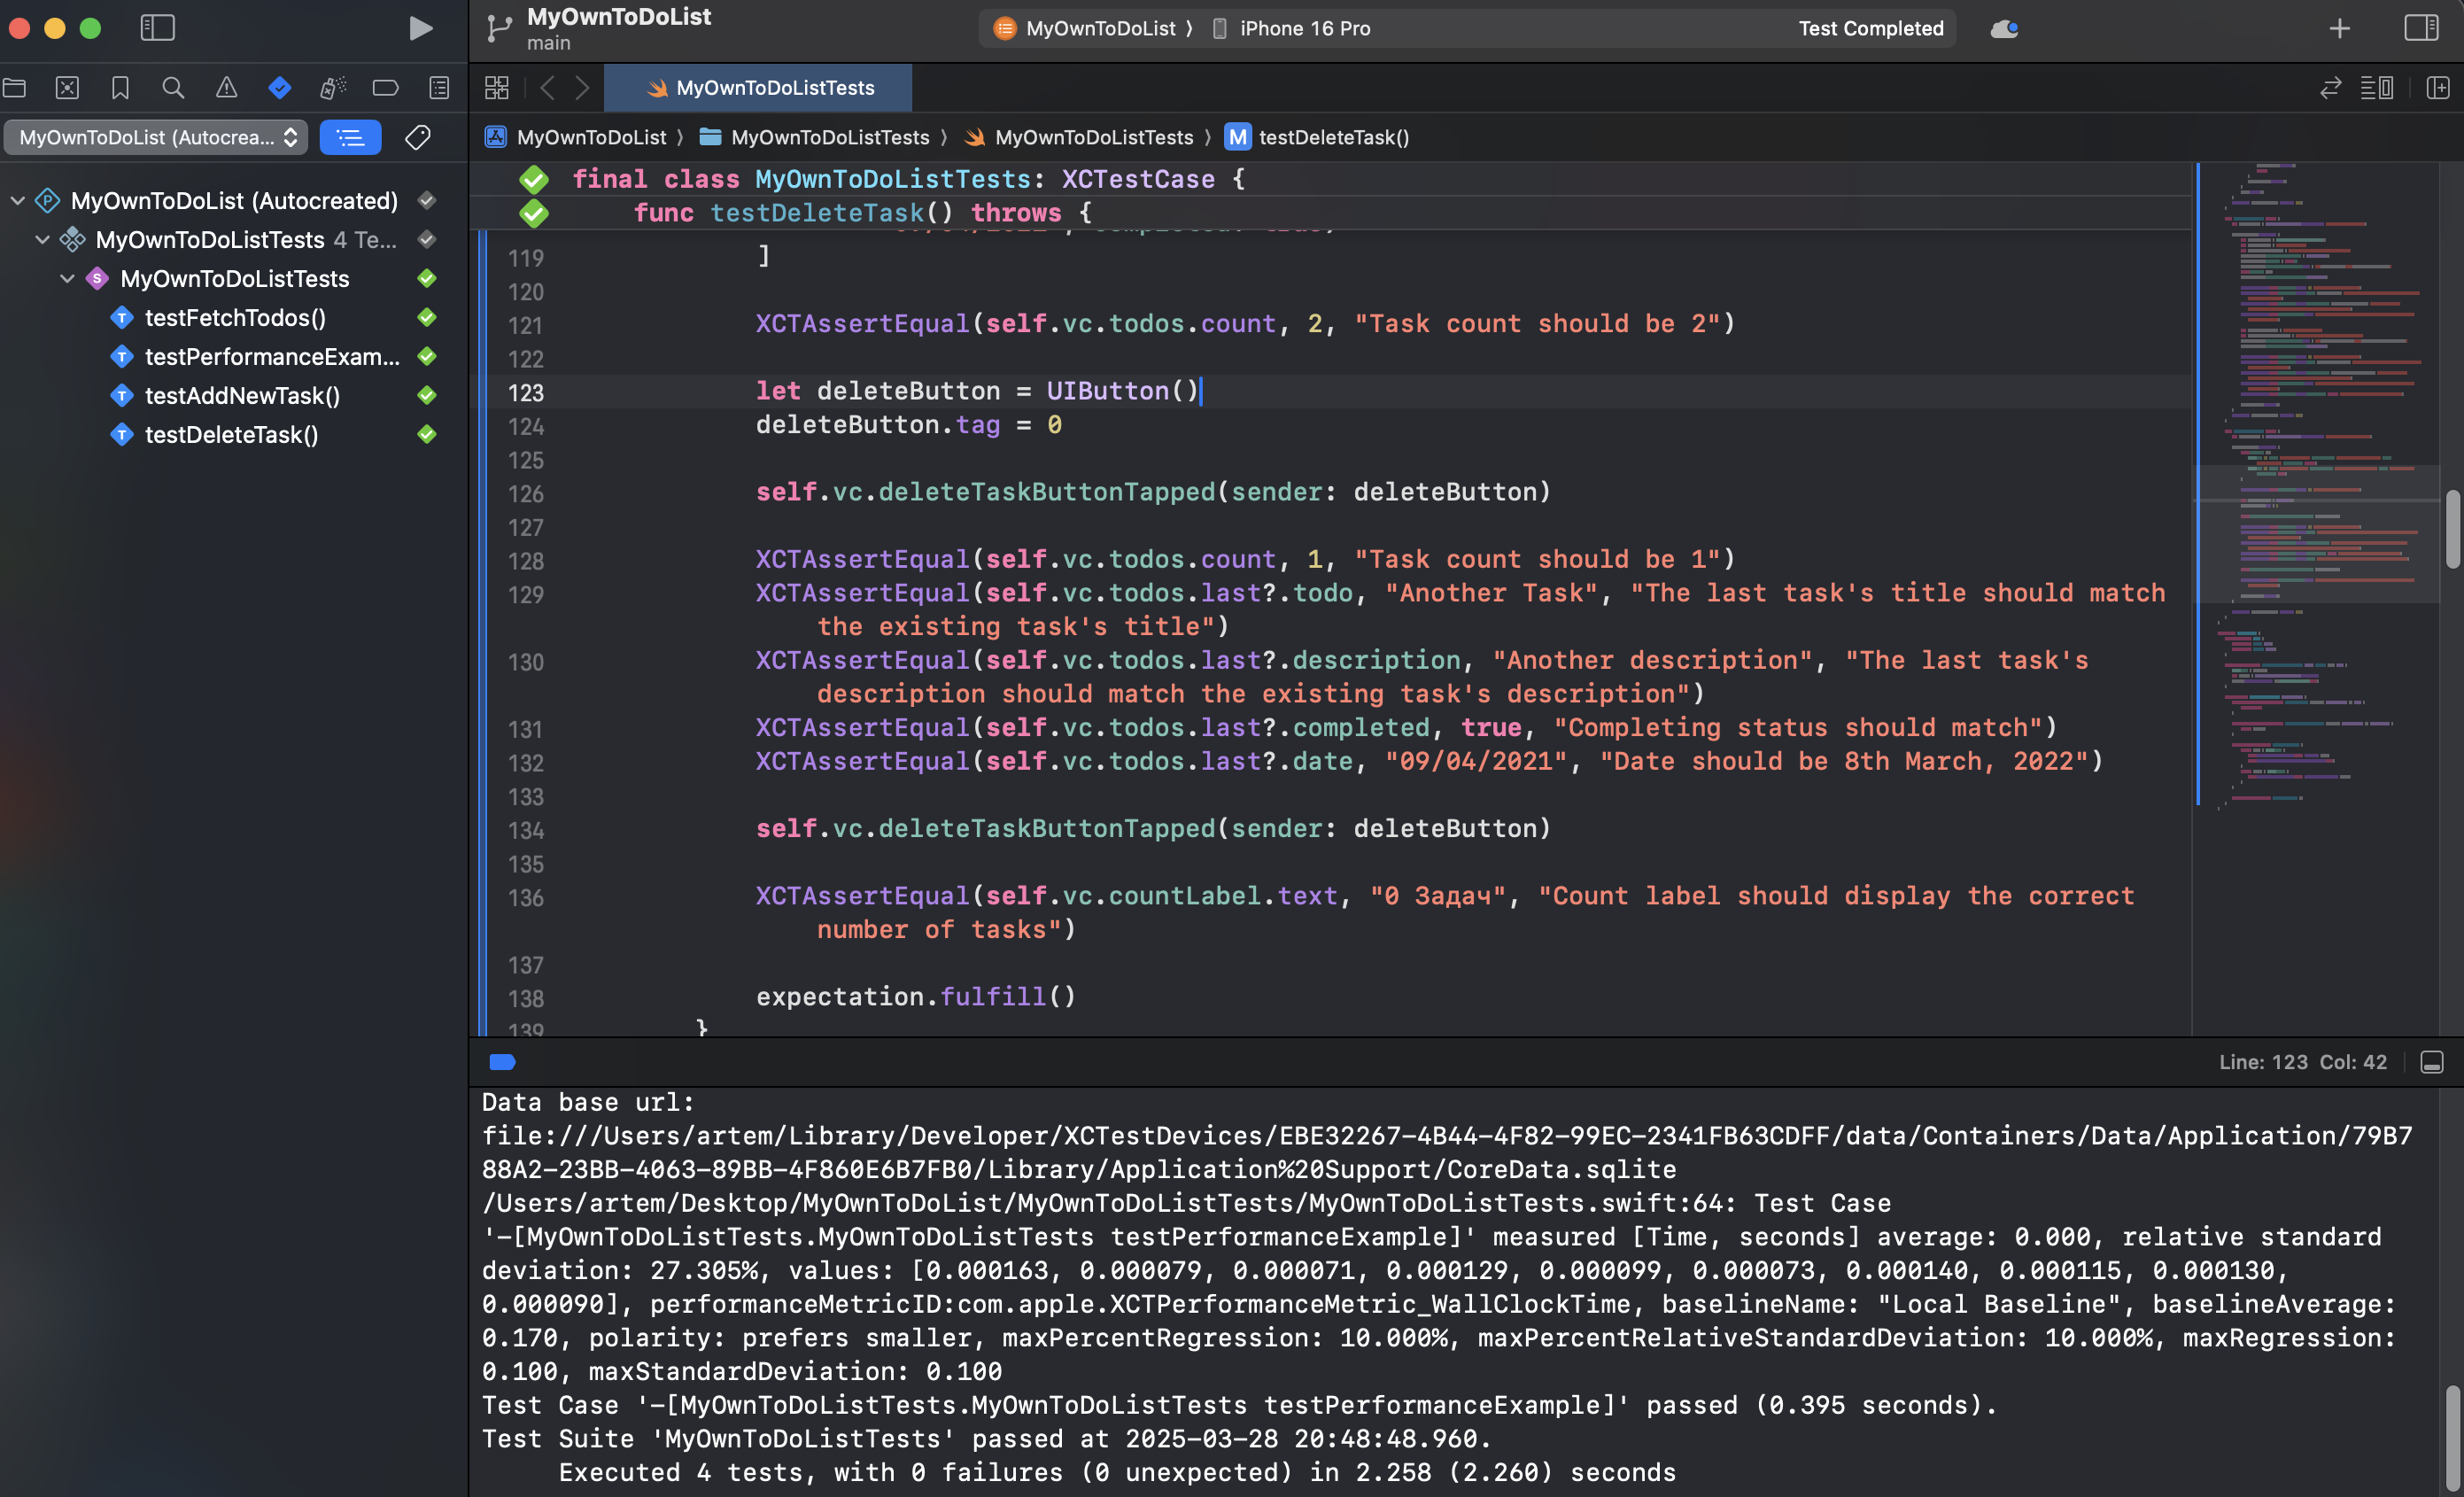 MyOwnToDoList
main
MyOwnToDoList 〉 iPhone 16 Pro
Test Completed
MyOwnToDoListTests
MyOwnToDoList (Autocrea...
MyOwnToDoList 〉 MyOwnToDoListTests 〉 MyOwnToDoListTests 〉 M testDeleteTask()
MyOwnToDoList (Autocreated)
MyOwnToDoListTests 4 Te...
MyOwnToDoListTests
testFetchTodos()
testPerformanceExam...
testAddNewTask()
testDeleteTask()
final class MyOwnToDoListTests: XCTestCase {
func testDeleteTask() throws {
119 ]
120
121 XCTAssertEqual(self.vc.todos.count, 2, "Task count should be 2")
122
123 let deleteButton = UIButton()
124 deleteButton.tag = 0
125
126 self.vc.deleteTaskButtonTapped(sender: deleteButton)
127
128 XCTAssertEqual(self.vc.todos.count, 1, "Task count should be 1")
129 XCTAssertEqual(self.vc.todos.last?.todo, "Another Task", "The last task's title should match
the existing task's title")
130 XCTAssertEqual(self.vc.todos.last?.description, "Another description", "The last task's
description should match the existing task's description")
131 XCTAssertEqual(self.vc.todos.last?.completed, true, "Completing status should match")
132 XCTAssertEqual(self.vc.todos.last?.date, "09/04/2021", "Date should be 8th March, 2022")
133
134 self.vc.deleteTaskButtonTapped(sender: deleteButton)
135
136 XCTAssertEqual(self.vc.countLabel.text, "0 Задач", "Count label should display the correct
number of tasks")
137
138 expectation.fulfill()
139 }
Line: 123 Col: 42
Data base url:
file:///Users/artem/Library/Developer/XCTestDevices/EBE32267-4B44-4F82-99EC-2341FB63CDFF/data/Containers/Data/Application/79B7
88A2-23BB-4063-89BB-4F860E6B7FB0/Library/Application%20Support/CoreData.sqlite
/Users/artem/Desktop/MyOwnToDoList/MyOwnToDoListTests/MyOwnToDoListTests.swift:64: Test Case
'-[MyOwnToDoListTests.MyOwnToDoListTests testPerformanceExample]' measured [Time, seconds] average: 0.000, relative standard
deviation: 27.305%, values: [0.000163, 0.000079, 0.000071, 0.000129, 0.000099, 0.000073, 0.000140, 0.000115, 0.000130,
0.000090], performanceMetricID:com.apple.XCTPerformanceMetric_WallClockTime, baselineName: "Local Baseline", baselineAverage:
0.170, polarity: prefers smaller, maxPercentRegression: 10.000%, maxPercentRelativeStandardDeviation: 10.000%, maxRegression:
0.100, maxStandardDeviation: 0.100
Test Case '-[MyOwnToDoListTests.MyOwnToDoListTests testPerformanceExample]' passed (0.395 seconds).
Test Suite 'MyOwnToDoListTests' passed at 2025-03-28 20:48:48.960.
Executed 4 tests, with 0 failures (0 unexpected) in 2.258 (2.260) seconds